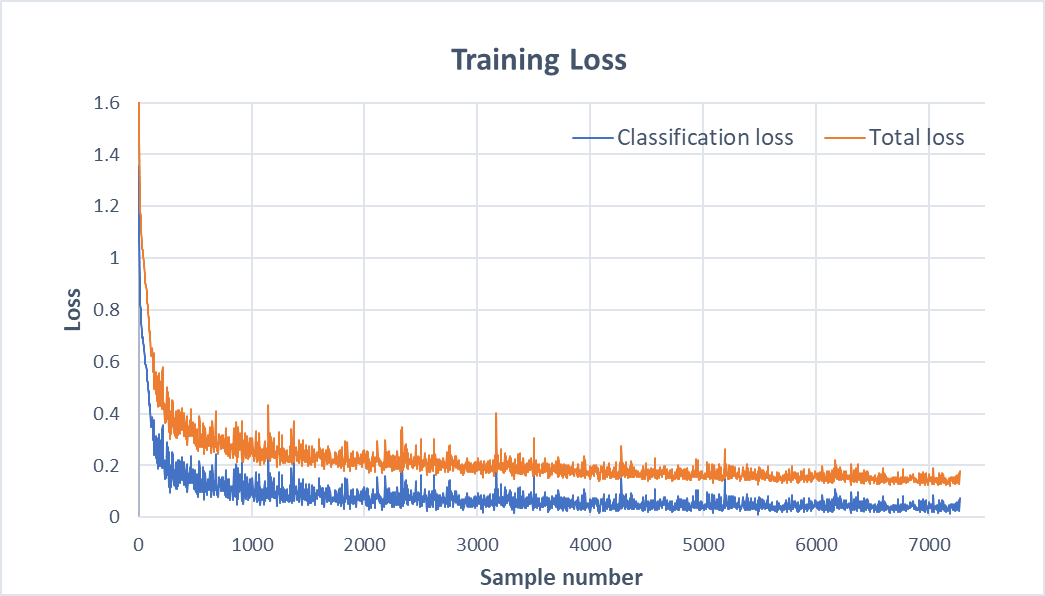 Training Loss
Classification loss
Total loss
1.6
1.4
1.2
1
0.8
0.6
0.4
0.2
0
Loss
0 1000 2000 3000 4000 5000 6000 7000
Sample number